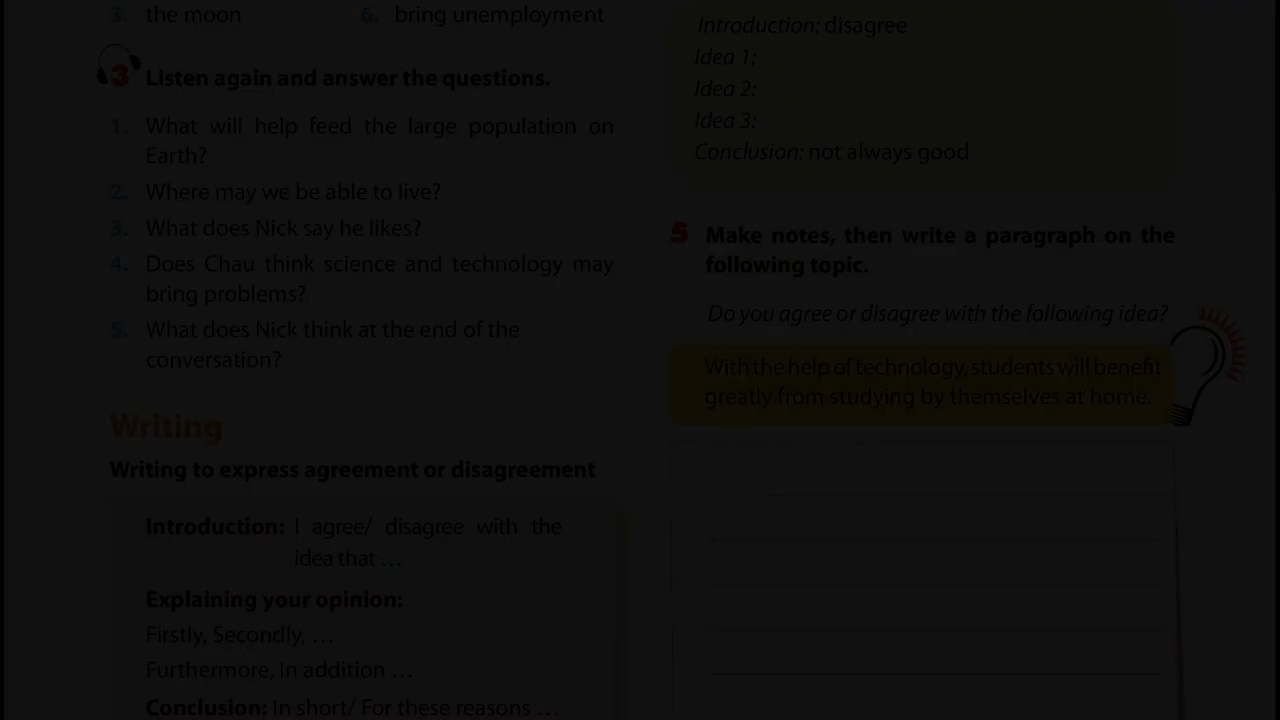 3. the moon
6. bring unemployment
3 Listen again and answer the questions.
1. What will help feed the large population on
Earth?
2. Where may we be able to live?
3. What does Nick say he likes?
4. Does Chau think science and technology may
bring problems?
5. What does Nick think at the end of the
conversation?
Writing
Writing to express agreement or disagreement
Introduction: I agree/ disagree with the
idea that …
Explaining your opinion:
Firstly, Secondly, …
Furthermore, In addition …
Conclusion: In short/ For these reasons …
Introduction: disagree
Idea 1:
Idea 2:
Idea 3:
Conclusion: not always good
5 Make notes, then write a paragraph on the
following topic.
Do you agree or disagree with the following idea?
With the help of technology, students will benefit
greatly from studying by themselves at home.